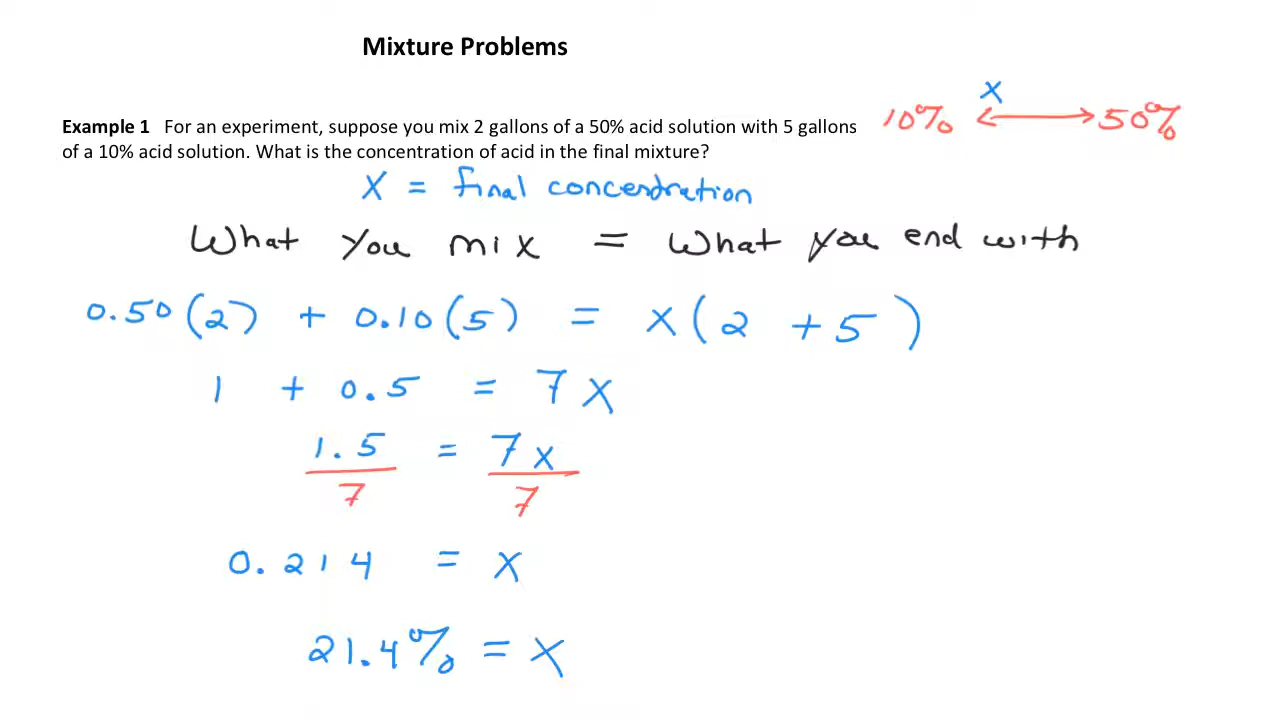 Mixture Problems
Example 1 For an experiment, suppose you mix 2 gallons of a 50% acid solution with 5 gallons
of a 10% acid solution. What is the concentration of acid in the final mixture?
x
10% ⟷ 50%
x = final concentration
What you mix = What you end with
0.50(2) + 0.10(5) = x(2 + 5)
1 + 0.5 = 7x
1.5 = 7x
7 7
0.214 = x
21.4% = x